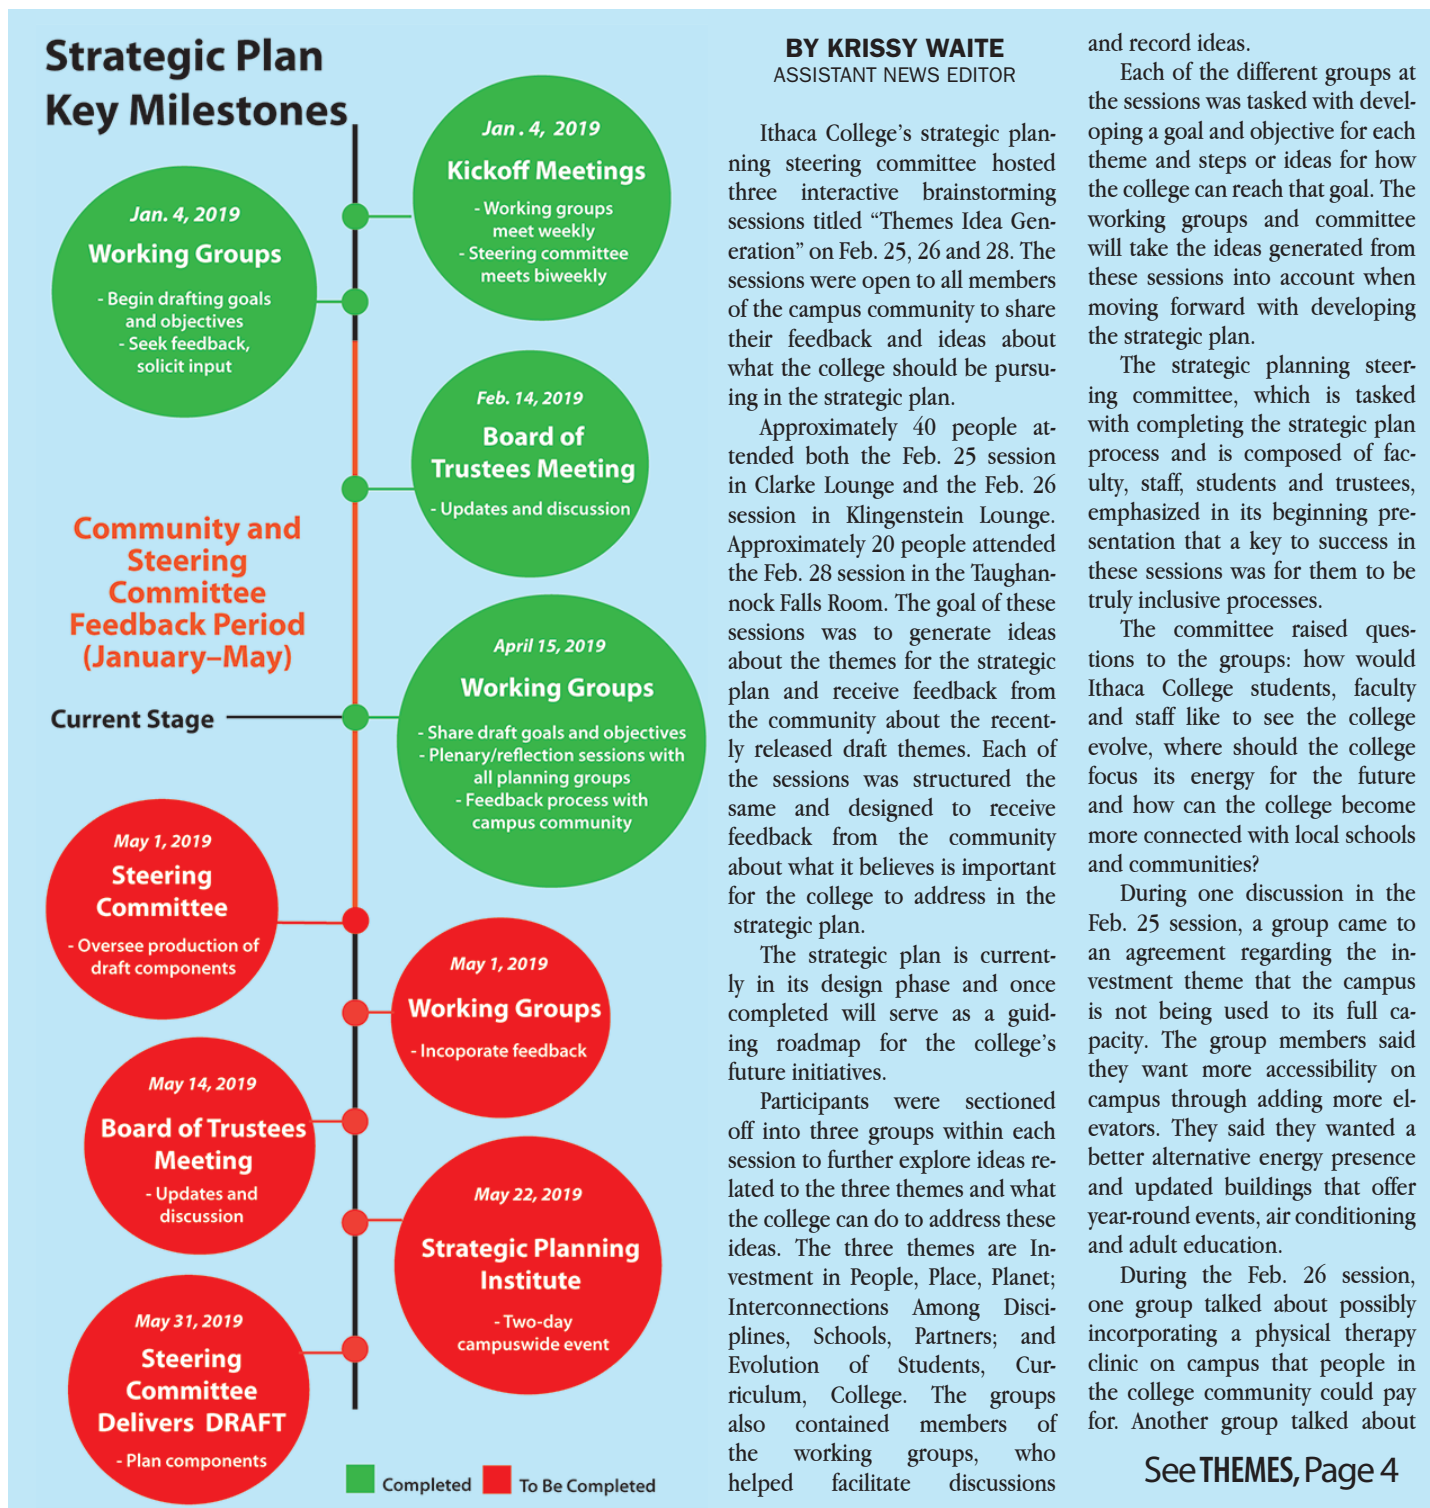 Strategic Plan
Key Milestones
Jan . 4, 2019
Kickoff Meetings
- Working groups
meet weekly
- Steering committee
meets biweekly
Jan. 4, 2019
Working Groups
- Begin drafting goals
and objectives
- Seek feedback,
solicit input
Feb. 14, 2019
Board of
Trustees Meeting
- Updates and discussion
Community and
Steering
Committee
Feedback Period
(January–May)
April 15, 2019
Working Groups
- Share draft goals and objectives
- Plenary/reflection sessions with
all planning groups
- Feedback process with
campus community
Current Stage
May 1, 2019
Steering
Committee
- Oversee production of
draft components
May 1, 2019
Working Groups
- Incoporate feedback
May 14, 2019
Board of Trustees
Meeting
- Updates and
discussion
May 22, 2019
Strategic Planning
Institute
- Two-day
campuswide event
May 31, 2019
Steering
Committee
Delivers DRAFT
- Plan components
Completed
To Be Completed
BY KRISSY WAITE
ASSISTANT NEWS EDITOR
Ithaca College’s strategic plan-
ning steering committee hosted
three interactive brainstorming
sessions titled “Themes Idea Gen-
eration” on Feb. 25, 26 and 28. The
sessions were open to all members
of the campus community to share
their feedback and ideas about
what the college should be pursu-
ing in the strategic plan.
Approximately 40 people at-
tended both the Feb. 25 session
in Clarke Lounge and the Feb. 26
session in Klingenstein Lounge.
Approximately 20 people attended
the Feb. 28 session in the Taughan-
nock Falls Room. The goal of these
sessions was to generate ideas
about the themes for the strategic
plan and receive feedback from
the community about the recent-
ly released draft themes. Each of
the sessions was structured the
same and designed to receive
feedback from the community
about what it believes is important
for the college to address in the
strategic plan.
The strategic plan is current-
ly in its design phase and once
completed will serve as a guid-
ing roadmap for the college’s
future initiatives.
Participants were sectioned
off into three groups within each
session to further explore ideas re-
lated to the three themes and what
the college can do to address these
ideas. The three themes are In-
vestment in People, Place, Planet;
Interconnections Among Disci-
plines, Schools, Partners; and
Evolution of Students, Cur-
riculum, College. The groups
also contained members of
the working groups, who
helped facilitate discussions
and record ideas.
Each of the different groups at
the sessions was tasked with devel-
oping a goal and objective for each
theme and steps or ideas for how
the college can reach that goal. The
working groups and committee
will take the ideas generated from
these sessions into account when
moving forward with developing
the strategic plan.
The strategic planning steer-
ing committee, which is tasked
with completing the strategic plan
process and is composed of fac-
ulty, staff, students and trustees,
emphasized in its beginning pre-
sentation that a key to success in
these sessions was for them to be
truly inclusive processes.
The committee raised ques-
tions to the groups: how would
Ithaca College students, faculty
and staff like to see the college
evolve, where should the college
focus its energy for the future
and how can the college become
more connected with local schools
and communities?
During one discussion in the
Feb. 25 session, a group came to
an agreement regarding the in-
vestment theme that the campus
is not being used to its full ca-
pacity. The group members said
they want more accessibility on
campus through adding more el-
evators. They said they wanted a
better alternative energy presence
and updated buildings that offer
year-round events, air conditioning
and adult education.
During the Feb. 26 session,
one group talked about possibly
incorporating a physical therapy
clinic on campus that people in
the college community could pay
for. Another group talked about
See THEMES, Page 4